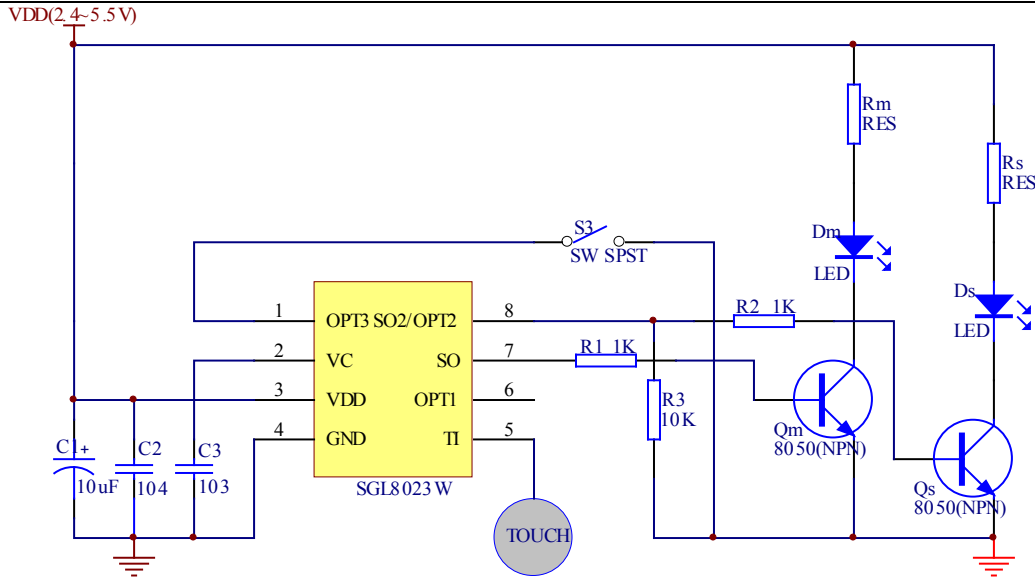 VDD(2.4~5.5V)
Rm
RES
Rs
RES
S3
SW SPST
Dm
LED
Ds
LED
1
OPT3 SO2/OPT2
8
R2 1K
2
VC
SO
7
R1 1K
3
VDD
OPT1
6
R3
10K
4
GND
TI
5
Qm
8050(NPN)
C1+
10uF
C2
104
C3
103
SGL8023W
Qs
8050(NPN)
TOUCH